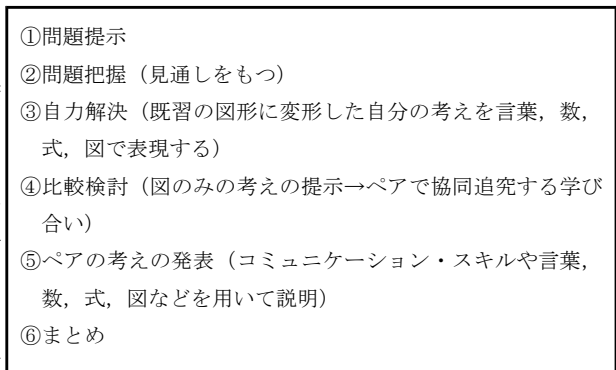 ①問題提示
②問題把握（見通しをもつ）
③自力解決（既習の図形に変形した自分の考えを言葉，数，
式，図で表現する）
④比較検討（図のみの考えの提示→ペアで協同追究する学び
合い）
⑤ペアの考えの発表（コミュニケーション・スキルや言葉，
数，式，図などを用いて説明）
⑥まとめ